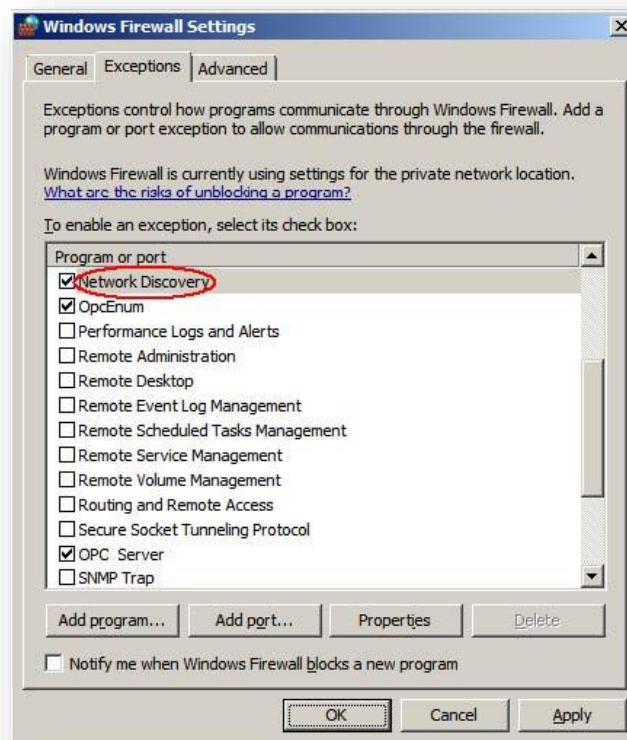 Windows Firewall Settings
General Exceptions Advanced
Exceptions control how programs communicate through Windows Firewall. Add a
program or port exception to allow communications through the firewall.
Windows Firewall is currently using settings for the private network location.
What are the risks of unblocking a program?
To enable an exception, select its check box:
Program or port
Network Discovery
OpcEnum
Performance Logs and Alerts
Remote Administration
Remote Desktop
Remote Event Log Management
Remote Scheduled Tasks Management
Remote Service Management
Remote Volume Management
Routing and Remote Access
Secure Socket Tunneling Protocol
OPC Server
SNMP Trap
Add program... Add port... Properties Delete
Notify me when Windows Firewall blocks a new program
OK Cancel Apply